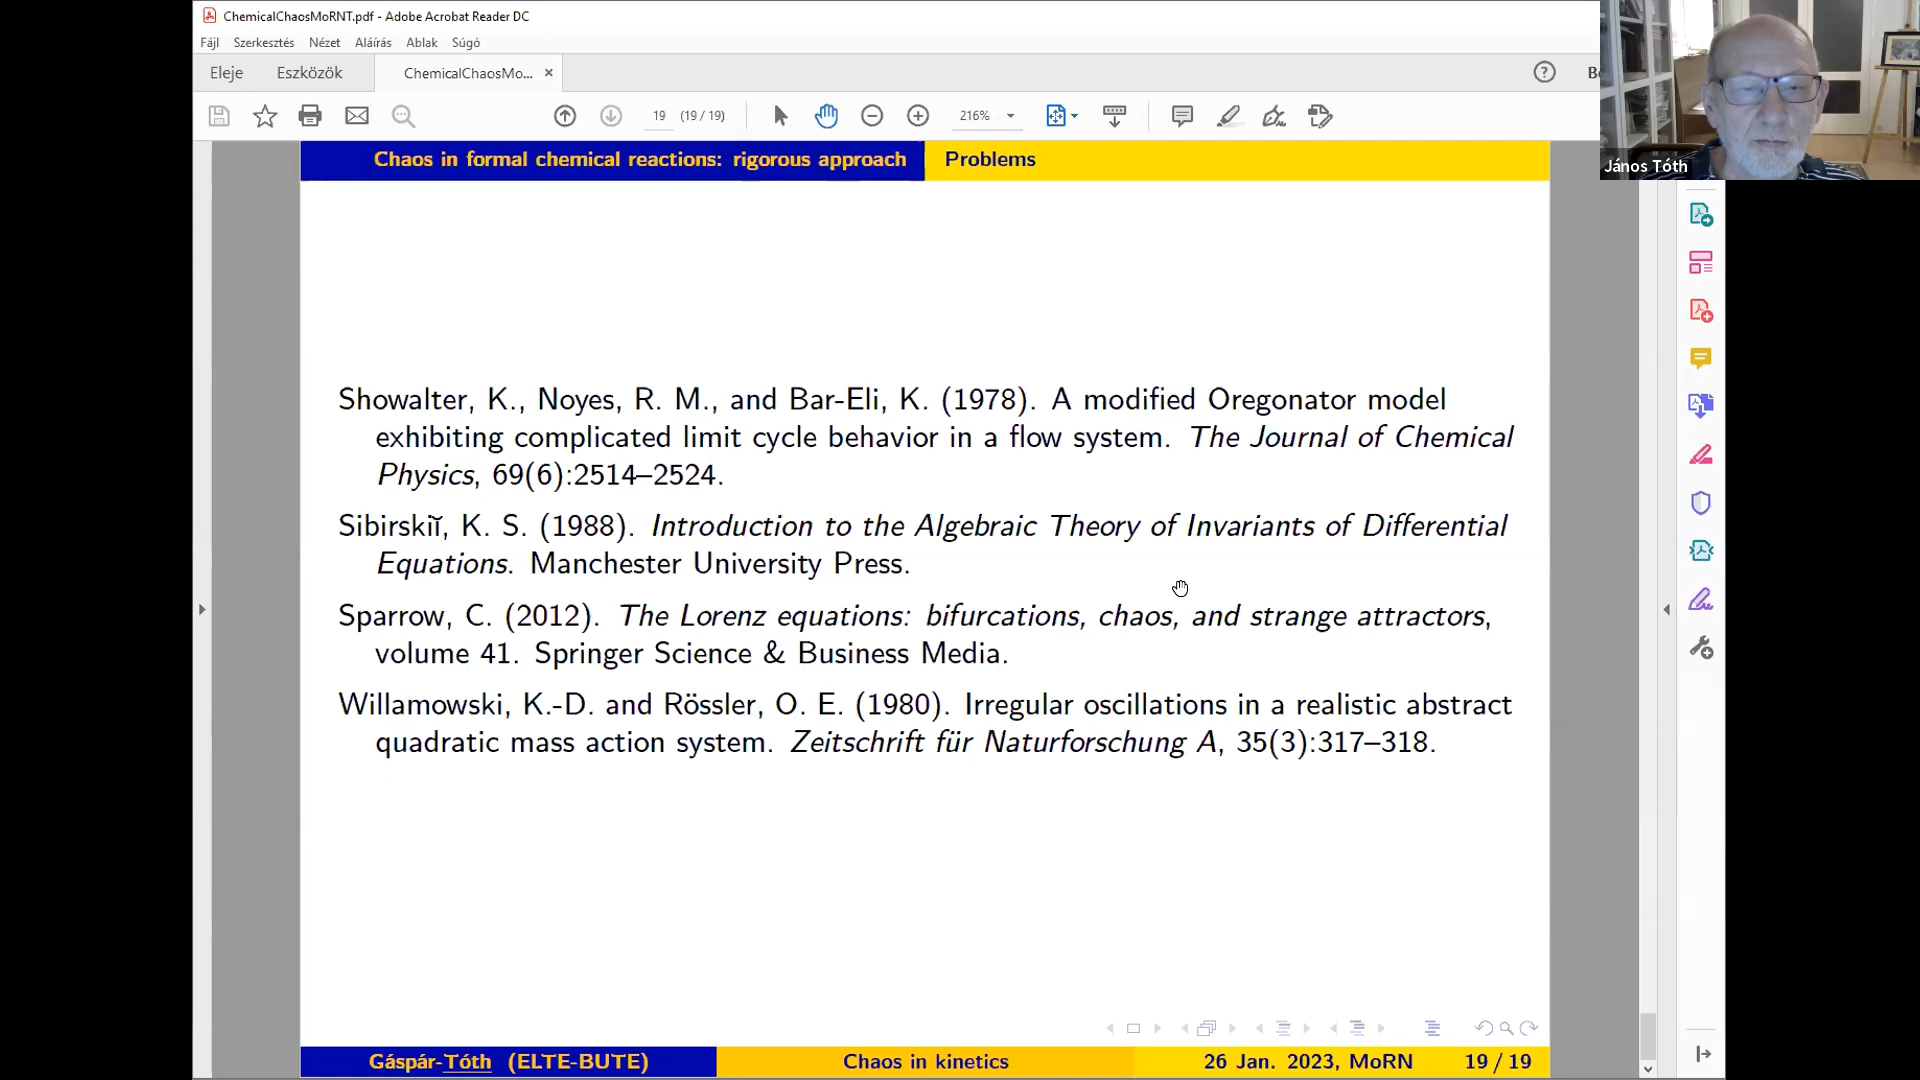 ChemicalChaosMoRNT.pdf - Adobe Acrobat Reader DC
Fájl Szerkesztés Nézet Aláírás Ablak Súgó
Eleje Eszközök ChemicalChaosMo... ×
19 (19 / 19) 216%
János Tóth
Chaos in formal chemical reactions: rigorous approach Problems
Showalter, K., Noyes, R. M., and Bar-Eli, K. (1978). A modified Oregonator model
exhibiting complicated limit cycle behavior in a flow system. The Journal of Chemical
Physics, 69(6):2514–2524.
Sibirskiĭ, K. S. (1988). Introduction to the Algebraic Theory of Invariants of Differential
Equations. Manchester University Press.
Sparrow, C. (2012). The Lorenz equations: bifurcations, chaos, and strange attractors,
volume 41. Springer Science & Business Media.
Willamowski, K.-D. and Rössler, O. E. (1980). Irregular oscillations in a realistic abstract
quadratic mass action system. Zeitschrift für Naturforschung A, 35(3):317–318.
Gáspár-Tóth (ELTE-BUTE) Chaos in kinetics 26 Jan. 2023, MoRN 19 / 19